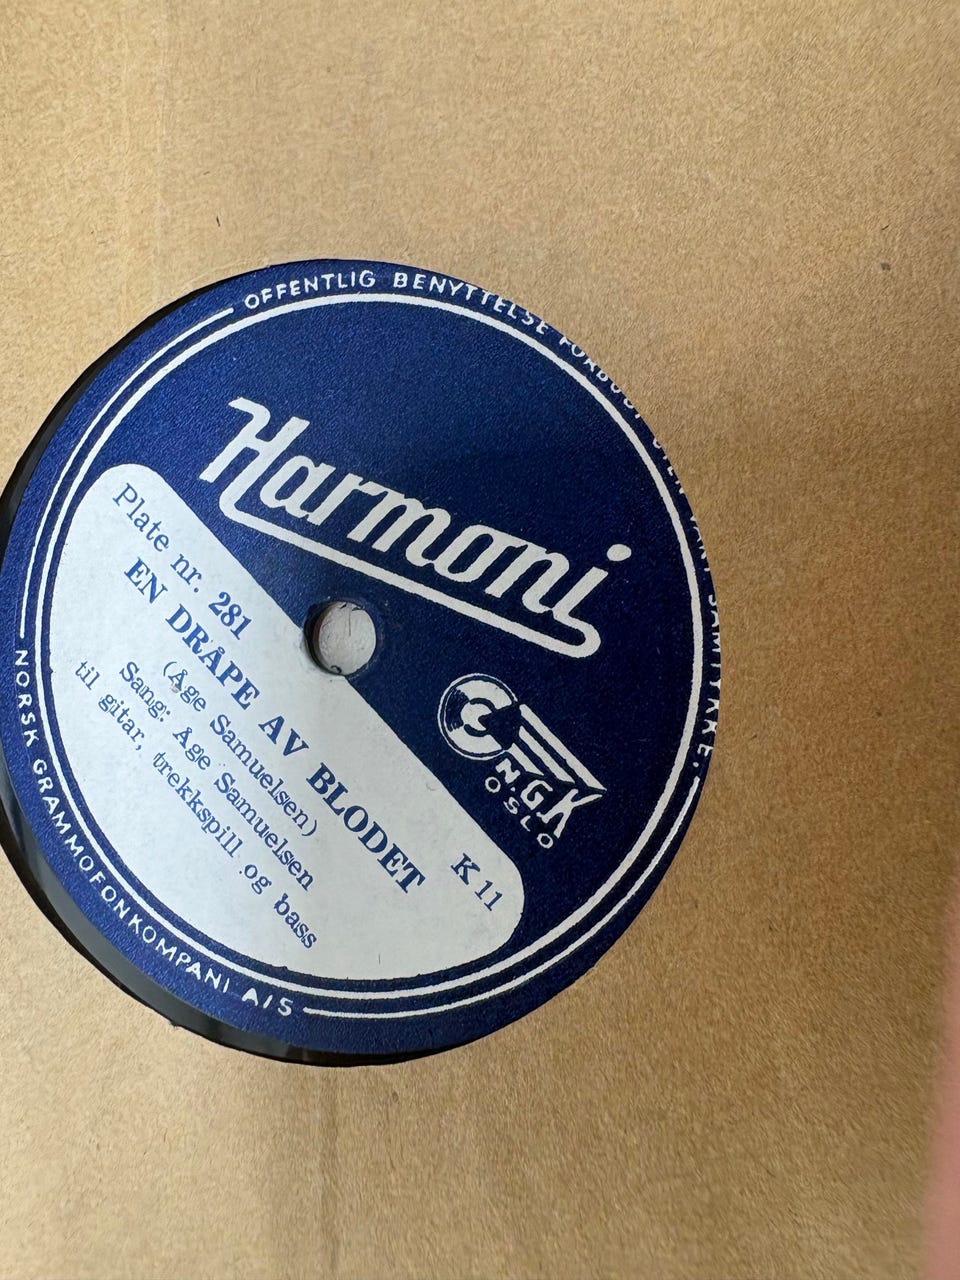 OFFENTLIG BENYTTELSE FORBUDT UTEN VÅRT SAMTYKKE.
Harmoni
Plate nr. 281
EN DRÅPE AV BLODET
(Åge Samuelsen)
Sang: Åge Samuelsen
til gitar, trekkspill og bass
K 11
N.G.K
OSLO
NORSK GRAMMOFONKOMPANI A/S